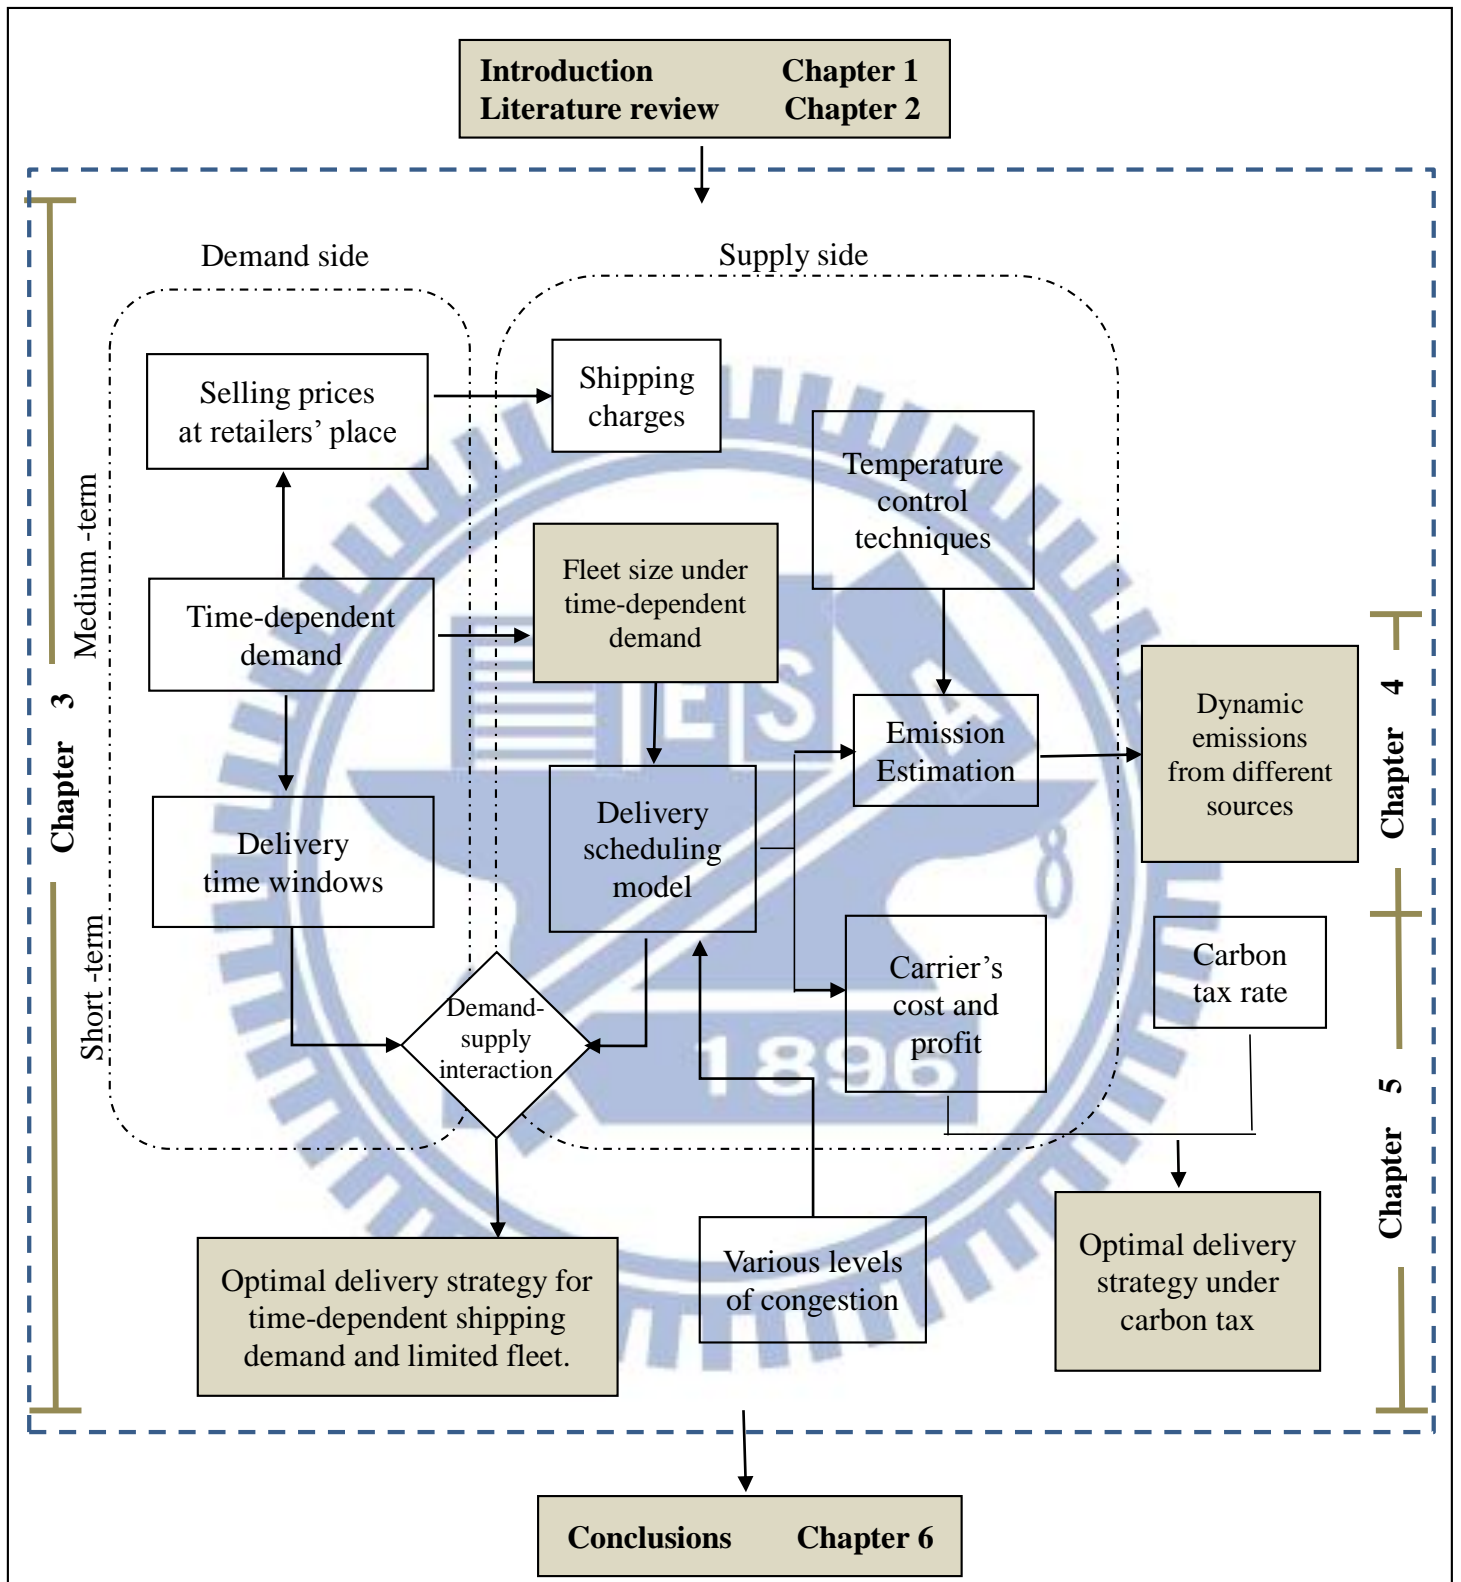 Introduction Chapter 1
Literature review Chapter 2
Demand side
Supply side
Selling prices
at retailers’ place
Shipping
charges
Temperature
control
techniques
Medium -term
Time-dependent
demand
Fleet size under
time-dependent
demand
Chapter 3
Emission
Estimation
Dynamic
emissions
from different
sources
Chapter 4
Delivery
time windows
Delivery
scheduling
model
Short -term
Demand-
supply
interaction
Carrier’s
cost and
profit
Carbon
tax rate
Chapter 5
Optimal delivery strategy for
time-dependent shipping
demand and limited fleet.
Various levels
of congestion
Optimal delivery
strategy under
carbon tax
Conclusions Chapter 6
IESA
1896